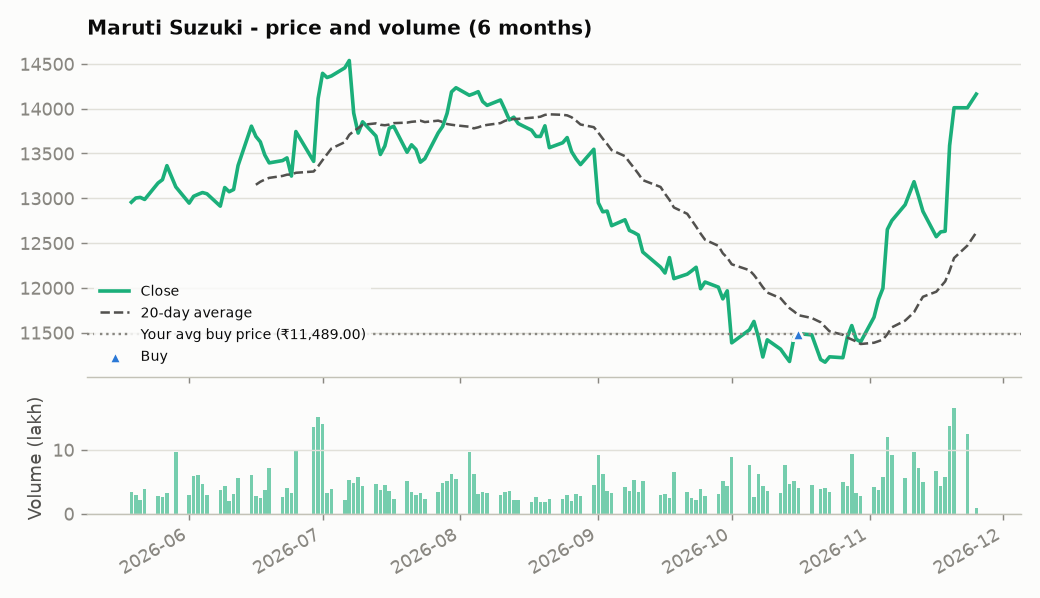 Maruti Suzuki - price and volume (6 months)
14500
14000
13500
13000
12500
12000
11500
Close
20-day average
Your avg buy price (₹11,489.00)
Buy
Volume (lakh)
10
0
2026-06
2026-07
2026-08
2026-09
2026-10
2026-11
2026-12